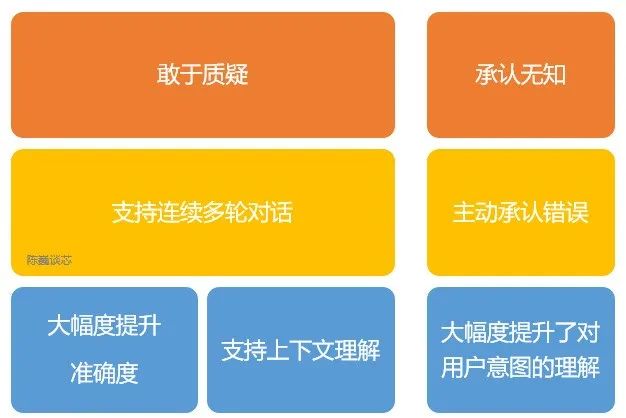 敢于质疑
承认无知
支持连续多轮对话
主动承认错误
陈巍谈芯
大幅度提升
准确度
支持上下文理解
大幅度提升了对
用户意图的理解